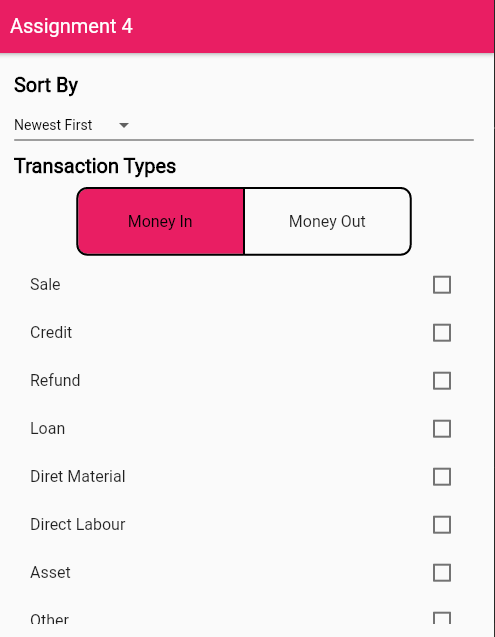 Assignment 4
Sort By
Newest First
Transaction Types
Money In
Money Out
Sale
Credit
Refund
Loan
Diret Material
Direct Labour
Asset
Other